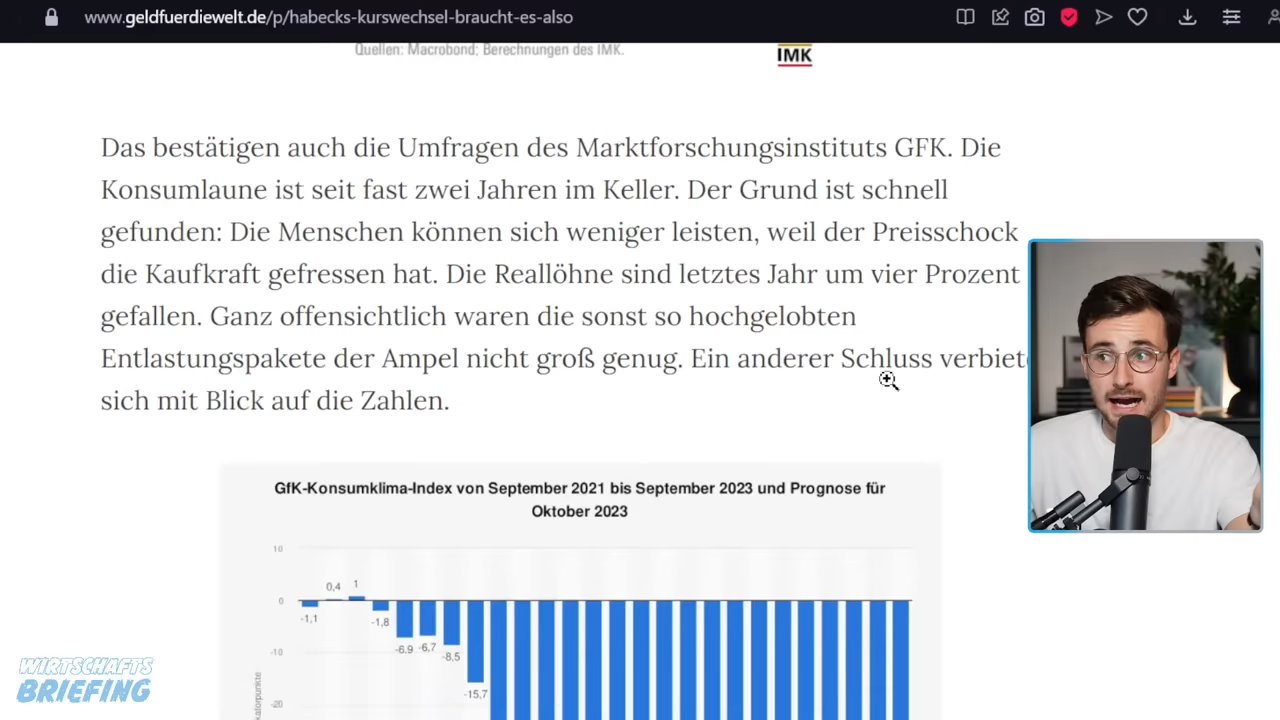 www.geldfuerdiewelt.de/p/habecks-kurswechsel-braucht-es-also
Quellen: Macrobond; Berechnungen des IMK.
IMK
Das bestätigen auch die Umfragen des Marktforschungsinstituts GFK. Die
Konsumlaune ist seit fast zwei Jahren im Keller. Der Grund ist schnell
gefunden: Die Menschen können sich weniger leisten, weil der Preisschock
die Kaufkraft gefressen hat. Die Reallöhne sind letztes Jahr um vier Prozent
gefallen. Ganz offensichtlich waren die sonst so hochgelobten
Entlastungspakete der Ampel nicht groß genug. Ein anderer Schluss verbiete
sich mit Blick auf die Zahlen.
GfK-Konsumklima-Index von September 2021 bis September 2023 und Prognose für
Oktober 2023
10
0
-10
-20
-1,1
0,4
1
-1,8
-6,9
-6,7
-8,5
-15,7
WIRTSCHAFTS
BRIEFING